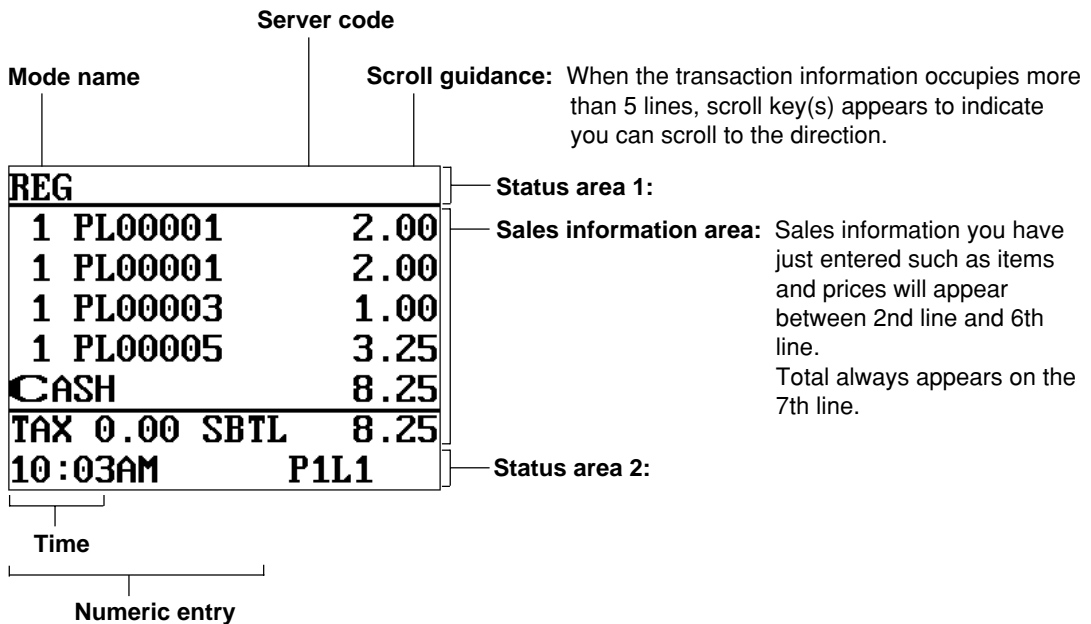 Server code
Mode name
Scroll guidance: When the transaction information occupies more
than 5 lines, scroll key(s) appears to indicate
you can scroll to the direction.
REG
Status area 1:
1 PL00001 2.00
Sales information area: Sales information you have
just entered such as items
and prices will appear
between 2nd line and 6th
line.
Total always appears on the
7th line.
1 PL00001 2.00
1 PL00003 1.00
1 PL00005 3.25
CASH 8.25
TAX 0.00 SBTL 8.25
10:03AM P1L1
Status area 2:
Time
Numeric entry